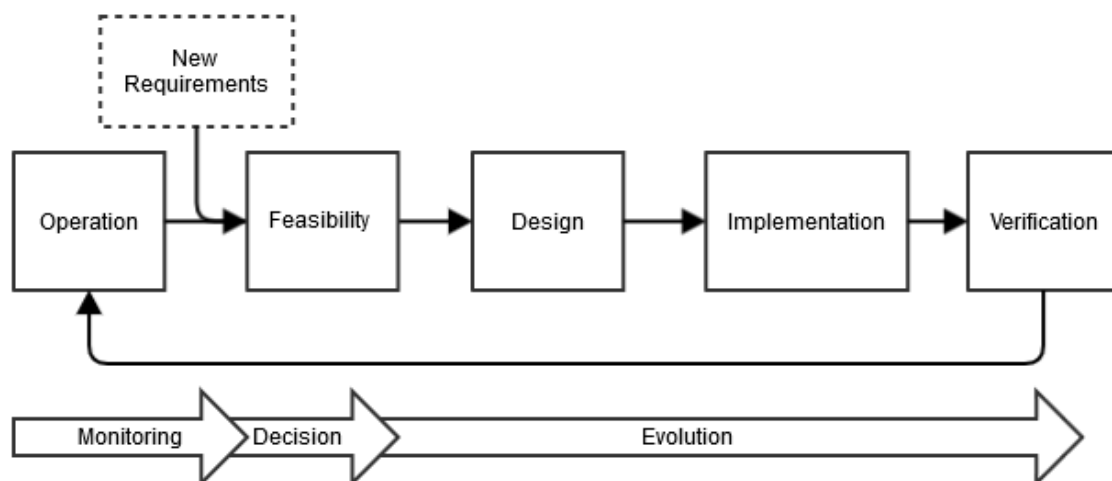 New
Requirements
Operation
Feasibility
Design
Implementation
Verification
Monitoring
Decision
Evolution